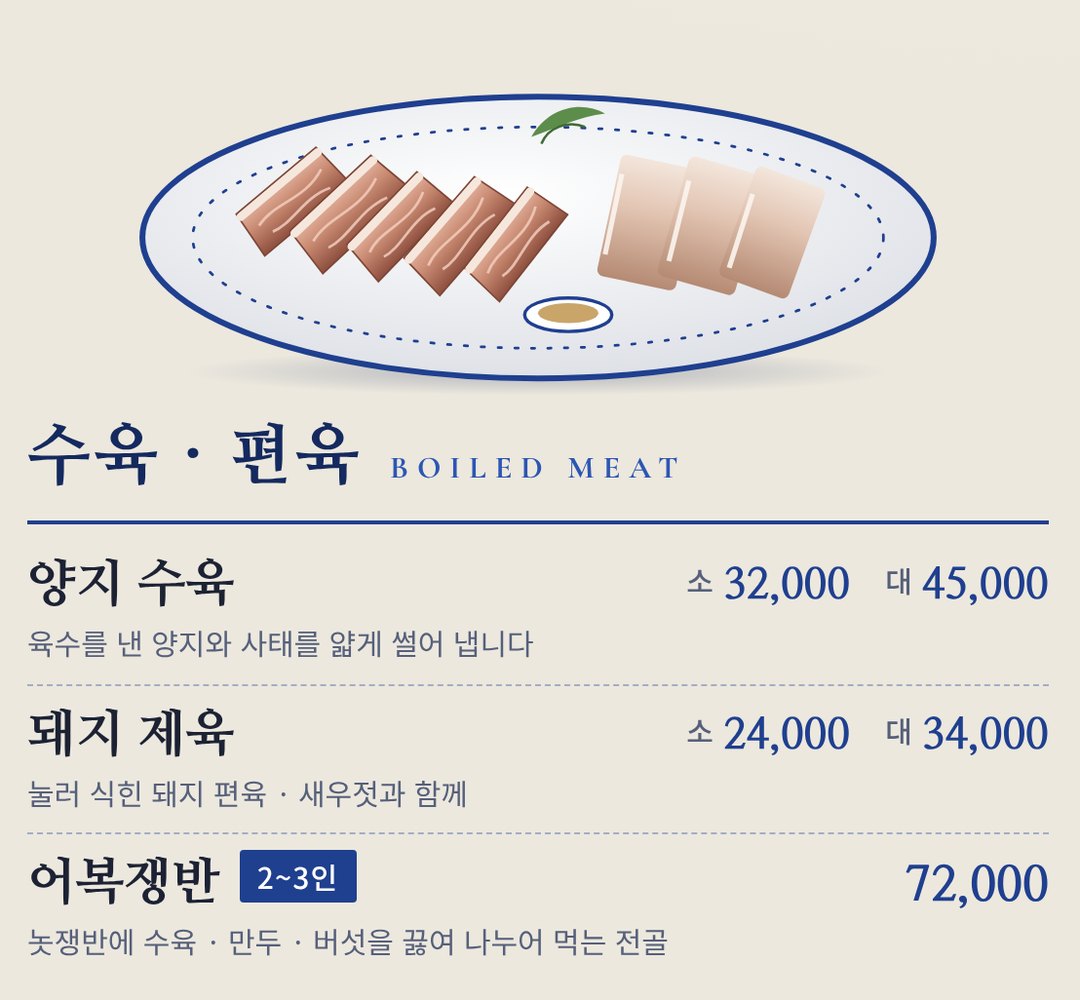 수육 · 편육 BOILED MEAT
양지 수육 소 32,000 대 45,000
육수를 낸 양지와 사태를 얇게 썰어 냅니다
돼지 제육 소 24,000 대 34,000
눌러 식힌 돼지 편육 · 새우젓과 함께
어복쟁반 2~3인 72,000
놋쟁반에 수육 · 만두 · 버섯을 끓여 나누어 먹는 전골